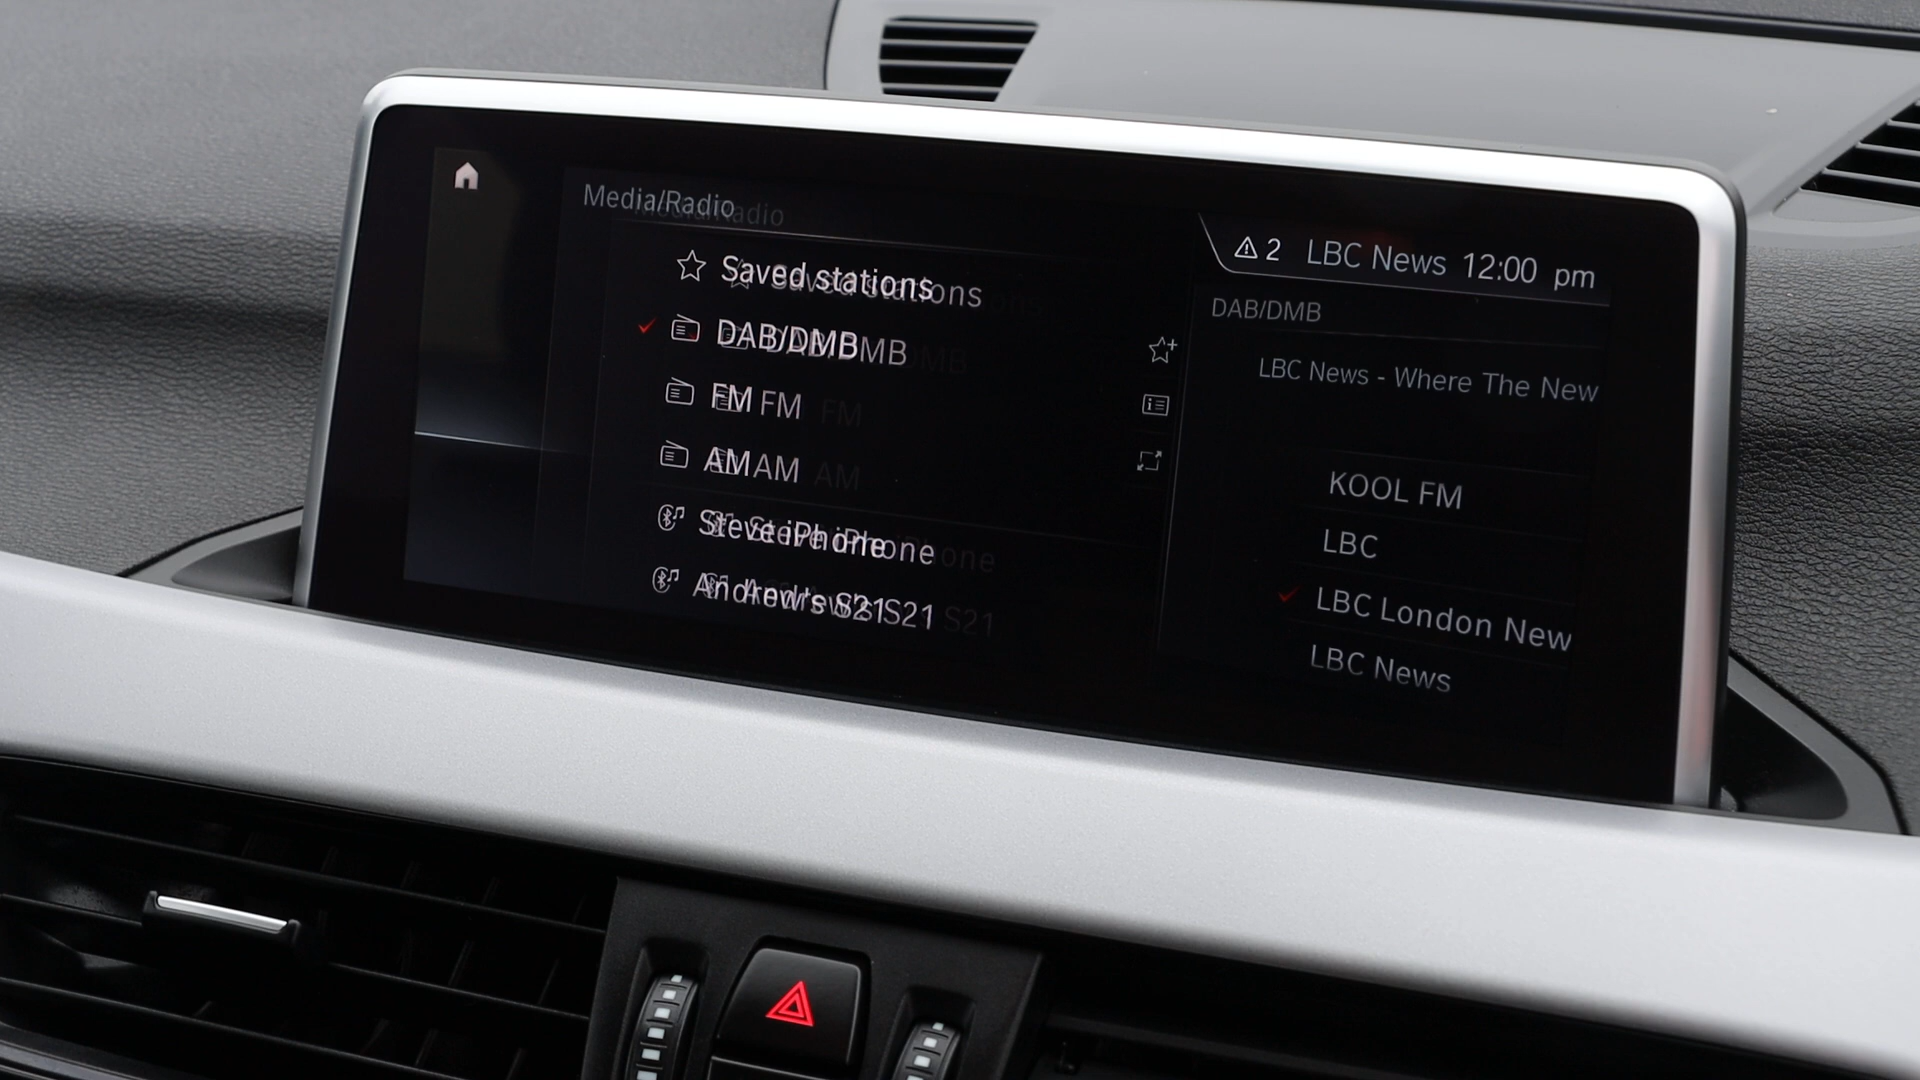 Media/Radio
Saved stations
DAB/DMB
FM
AM
Steve iPhone
Andrew's S21
2 LBC News 12:00 pm
DAB/DMB
LBC News - Where The New
KOOL FM
LBC
LBC London New
LBC News